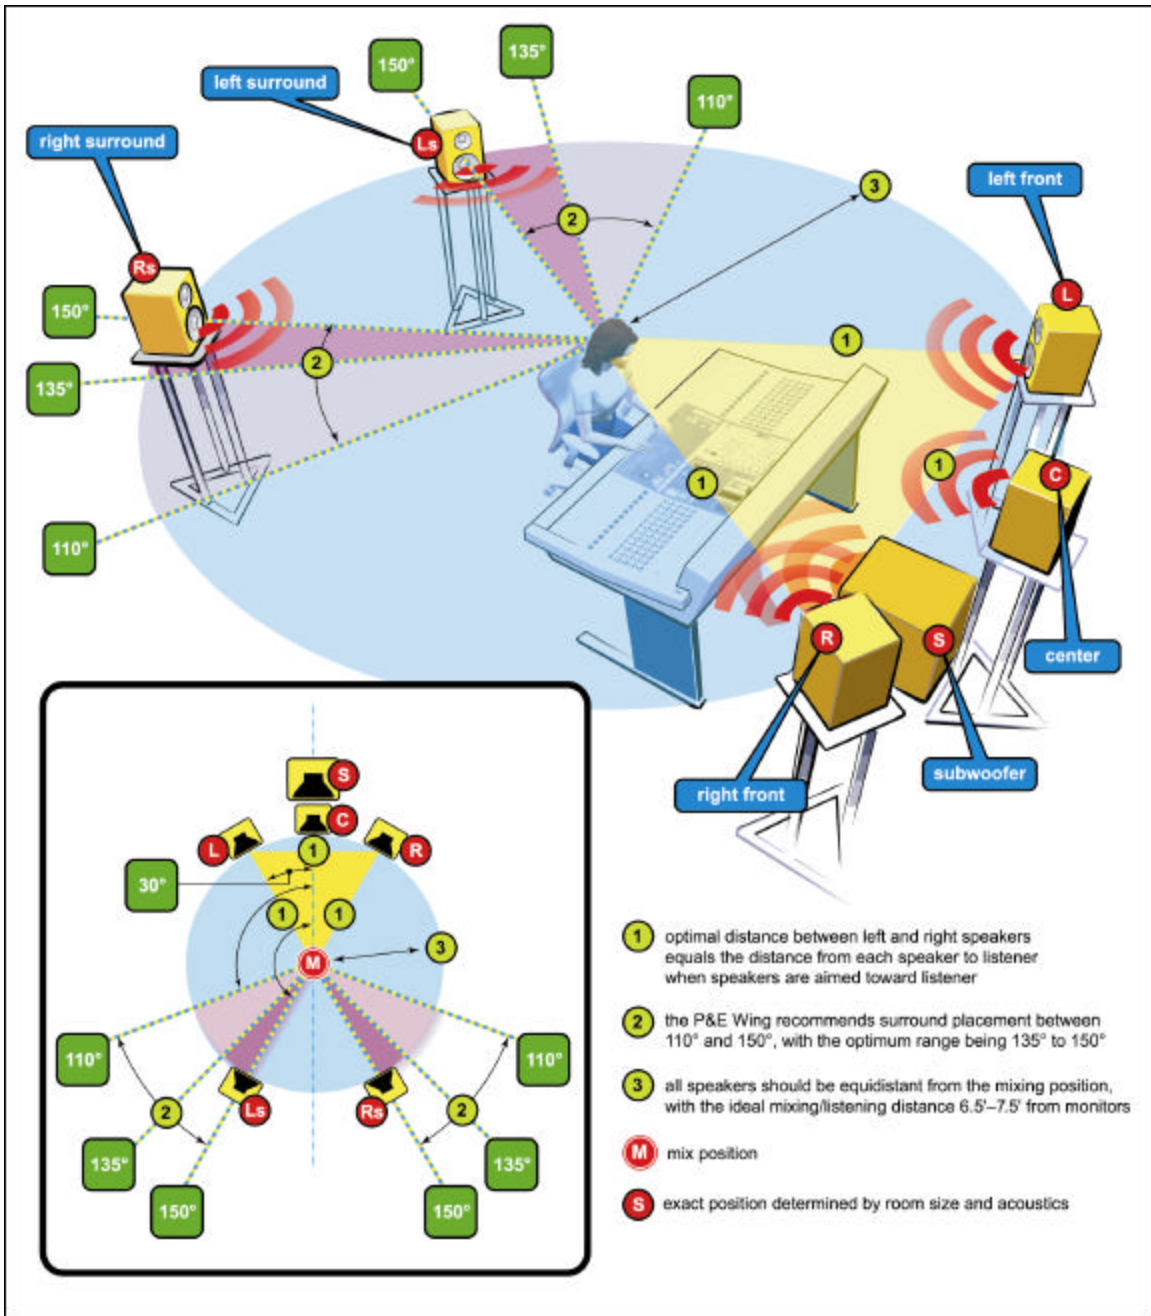 150°
135°
110°
left surround
right surround
Ls
2
3
left front
Rs
L
150°
2
1
135°
1
1
C
110°
R
S
center
subwoofer
right front
S
C
L
1
R
30°
1
1
3
M
110°
110°
2
Ls
Rs
2
135°
135°
150°
150°
1 optimal distance between left and right speakers
equals the distance from each speaker to listener
when speakers are aimed toward listener
2 the P&E Wing recommends surround placement between
110° and 150°, with the optimum range being 135° to 150°
3 all speakers should be equidistant from the mixing position,
with the ideal mixing/listening distance 6.5'–7.5' from monitors
M mix position
S exact position determined by room size and acoustics